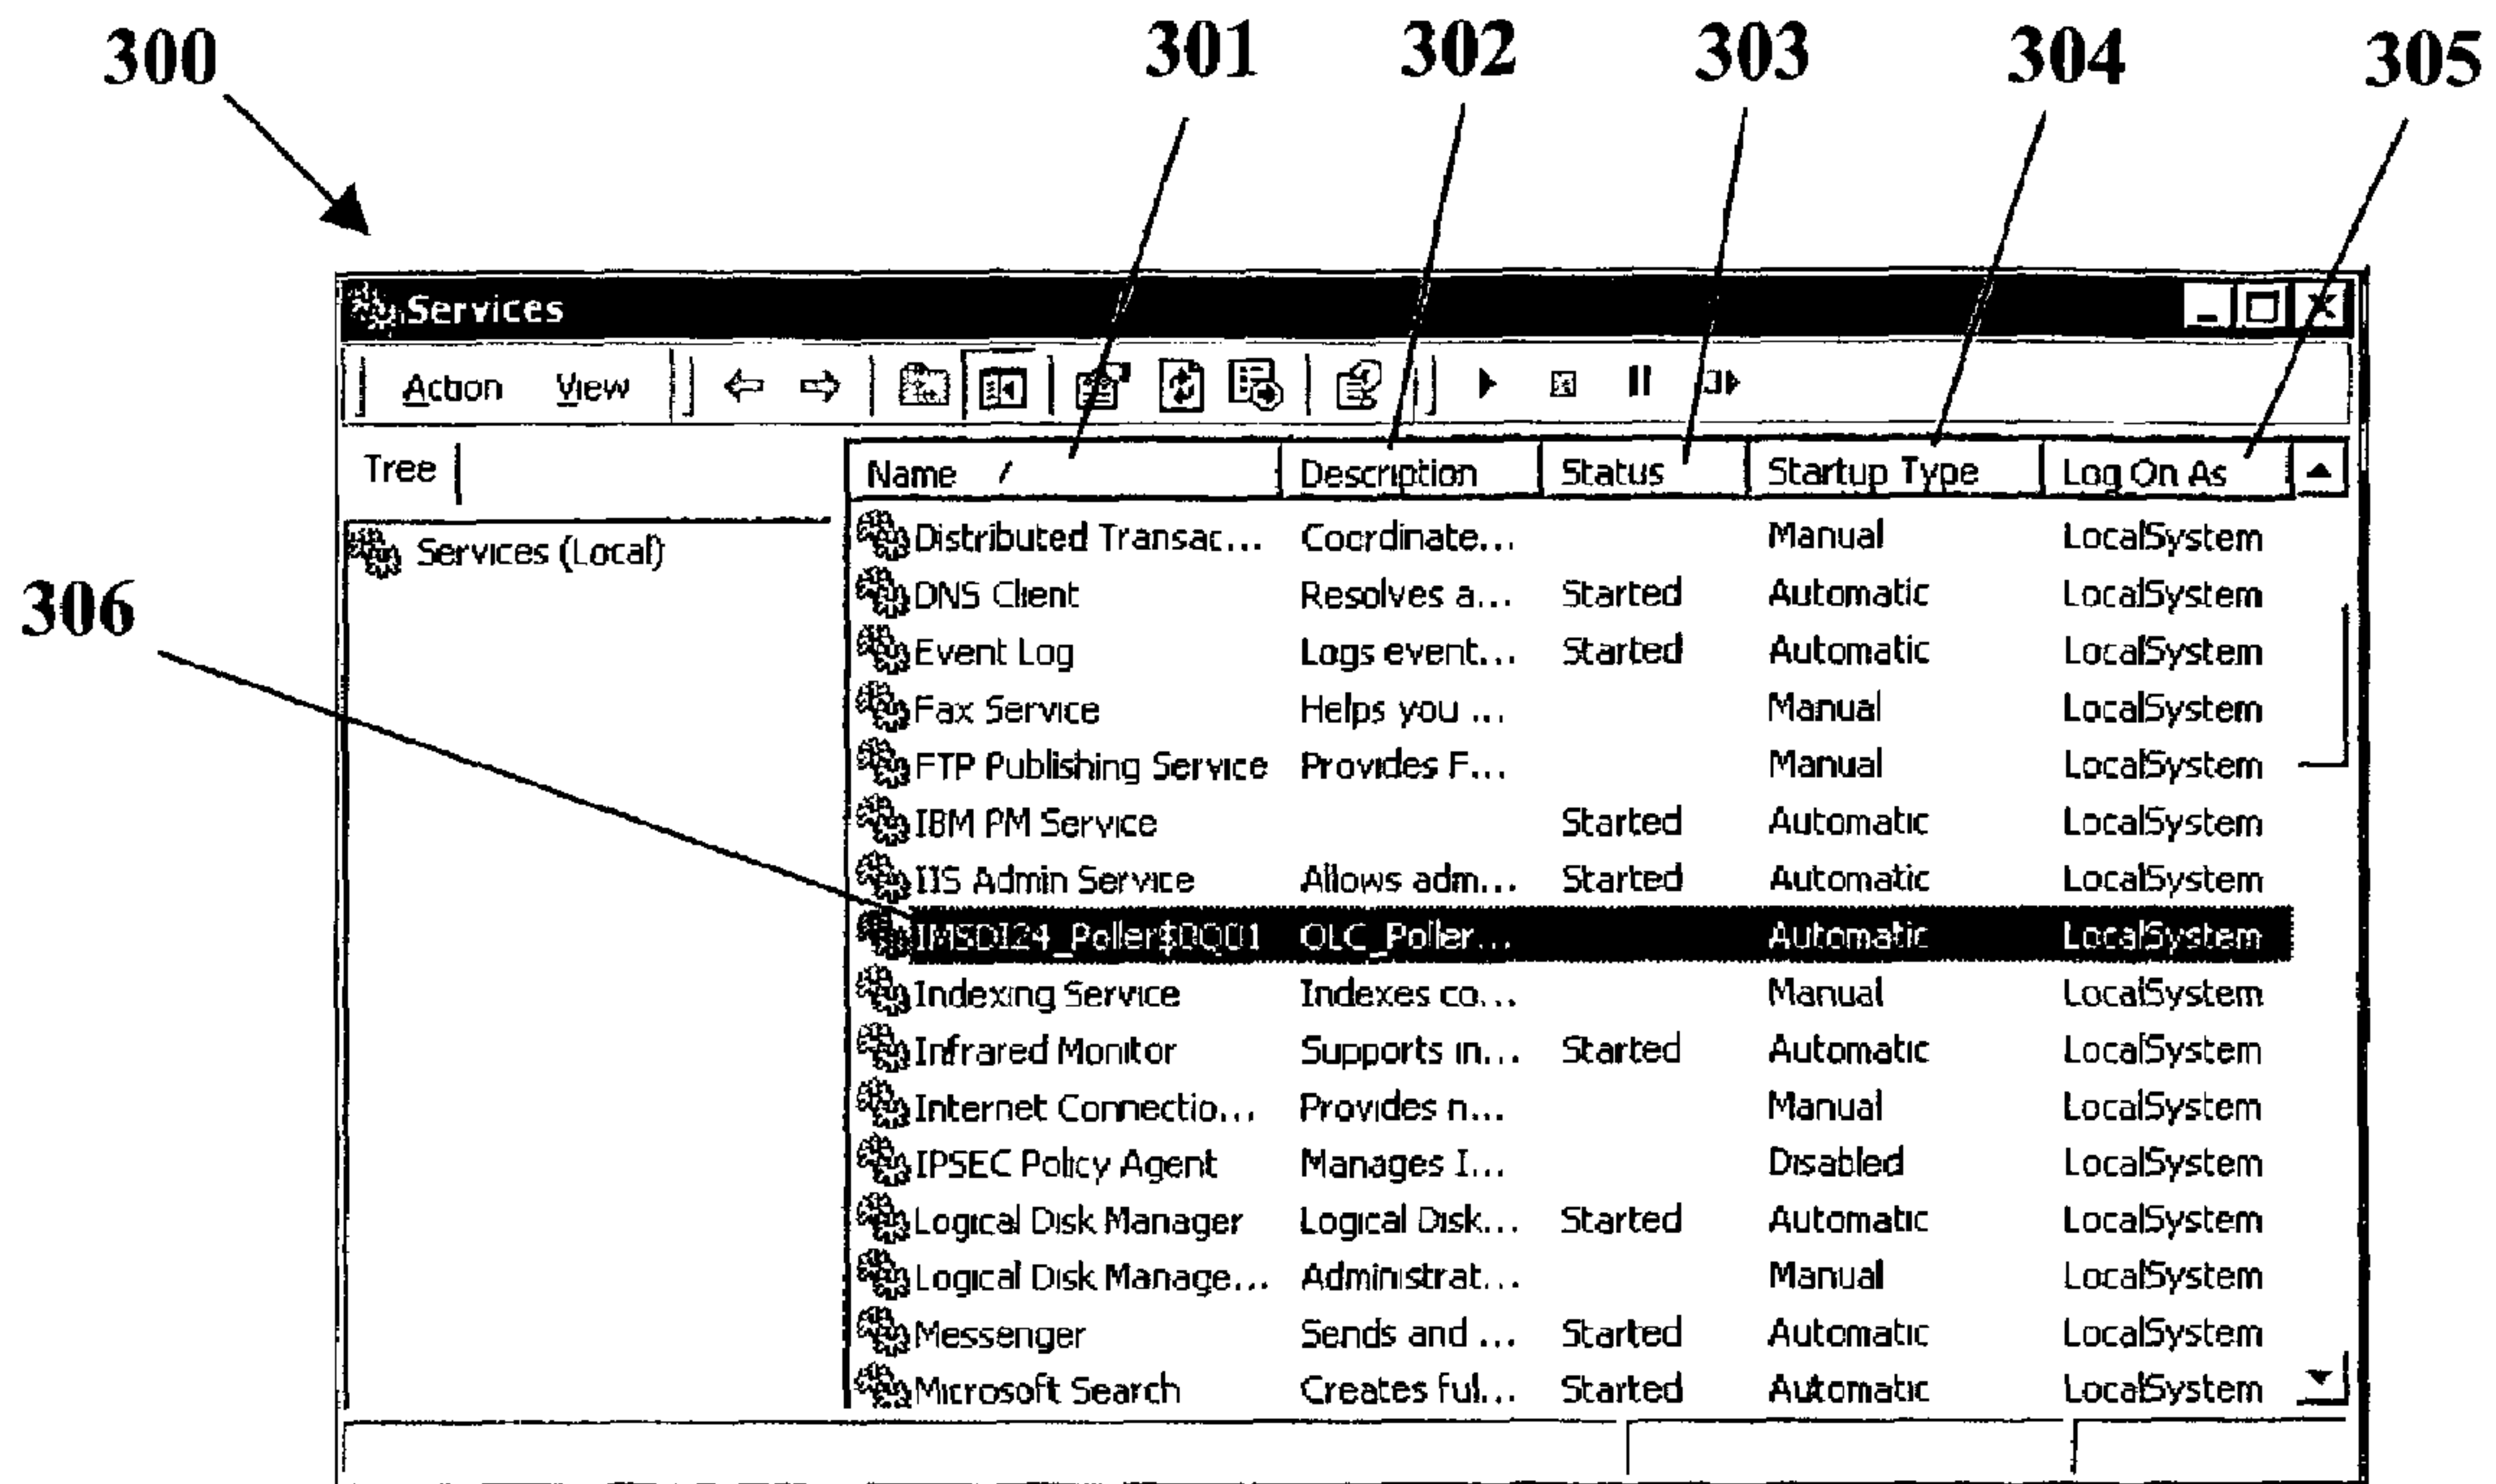 300 301 302 303 304 305
Services
Action View
Tree Name / Description Status Startup Type Log On As
Services (Local)
306
Distributed Transac... Coordinate... Manual LocalSystem
DNS Client Resolves a... Started Automatic LocalSystem
Event Log Logs event... Started Automatic LocalSystem
Fax Service Helps you ... Manual LocalSystem
FTP Publishing Service Provides F... Manual LocalSystem
IBM PM Service Started Automatic LocalSystem
IIS Admin Service Allows adm... Started Automatic LocalSystem
OLC_Poller... Automatic LocalSystem
Indexing Service Indexes co... Manual LocalSystem
Infrared Monitor Supports in... Started Automatic LocalSystem
Internet Connectio... Provides n... Manual LocalSystem
IPSEC Policy Agent Manages I... Disabled LocalSystem
Logical Disk Manager Logical Disk... Started Automatic LocalSystem
Logical Disk Manage... Administrat... Manual LocalSystem
Messenger Sends and ... Started Automatic LocalSystem
Microsoft Search Creates ful... Started Automatic LocalSystem